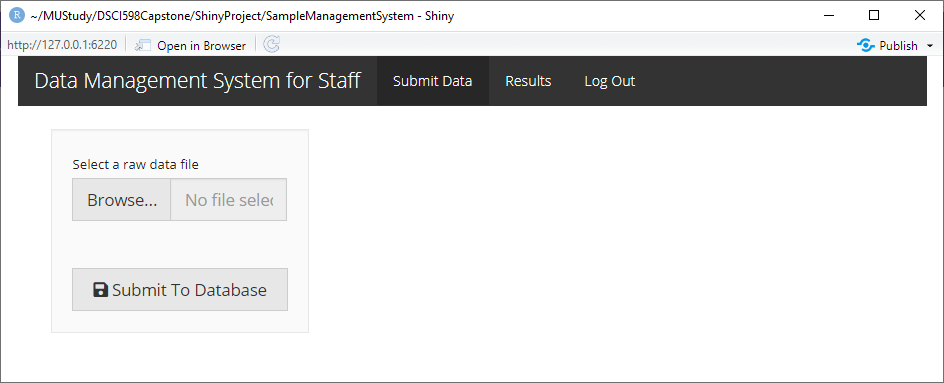 R ~/MUStudy/DSCI598Capstone/ShinyProject/SampleManagementSystem - Shiny
http://127.0.0.1:6220 Open in Browser Publish
Data Management System for Staff Submit Data Results Log Out
Select a raw data file
Browse... No file selec
Submit To Database